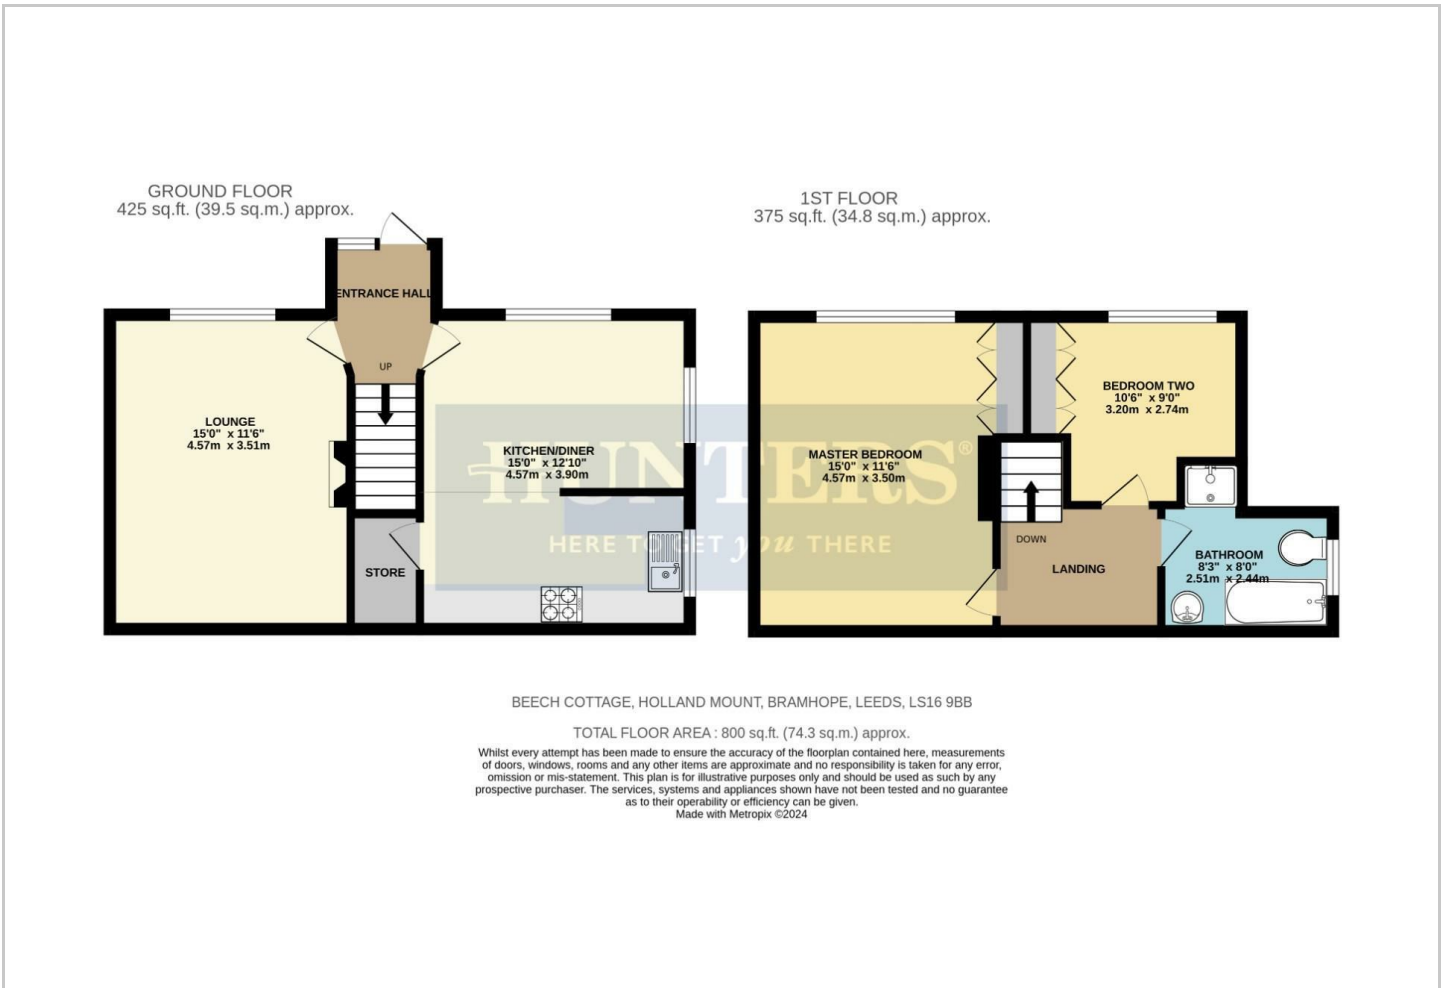 GROUND FLOOR
425 sq.ft. (39.5 sq.m.) approx.
1ST FLOOR
375 sq.ft. (34.8 sq.m.) approx.
ENTRANCE HALL
UP
LOUNGE
15'0" x 11'6"
4.57m x 3.51m
KITCHEN/DINER
15'0" x 12'10"
4.57m x 3.90m
STORE
MASTER BEDROOM
15'0" x 11'6"
4.57m x 3.50m
BEDROOM TWO
10'6" x 9'0"
3.20m x 2.74m
DOWN
LANDING
BATHROOM
8'3" x 8'0"
2.51m x 2.44m
HUNTERS®
HERE TO GET you THERE
BEECH COTTAGE, HOLLAND MOUNT, BRAMHOPE, LEEDS, LS16 9BB
TOTAL FLOOR AREA : 800 sq.ft. (74.3 sq.m.) approx.
Whilst every attempt has been made to ensure the accuracy of the floorplan contained here, measurements
of doors, windows, rooms and any other items are approximate and no responsibility is taken for any error,
omission or mis-statement. This plan is for illustrative purposes only and should be used as such by any
prospective purchaser. The services, systems and appliances shown have not been tested and no guarantee
as to their operability or efficiency can be given.
Made with Metropix ©2024